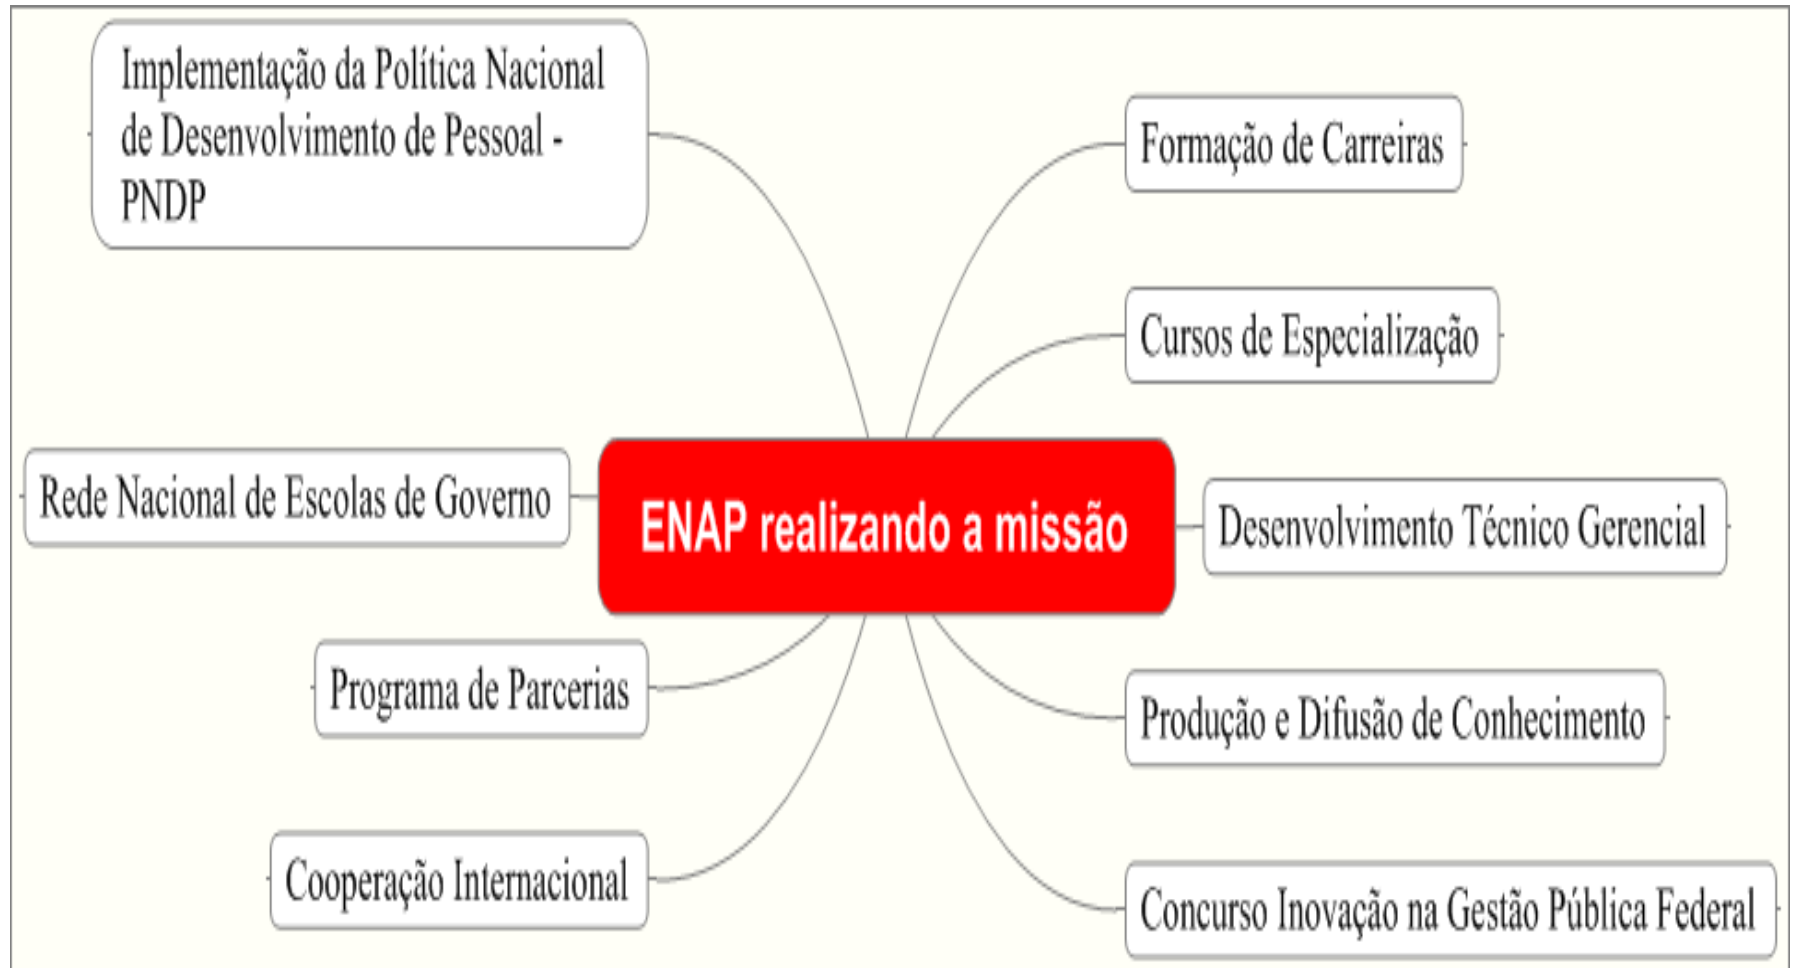 Implementação da Política Nacional
de Desenvolvimento de Pessoal -
PNDP
Rede Nacional de Escolas de Governo
Programa de Parcerias
Cooperação Internacional
ENAP realizando a missão
Formação de Carreiras
Cursos de Especialização
Desenvolvimento Técnico Gerencial
Produção e Difusão de Conhecimento
Concurso Inovação na Gestão Pública Federal